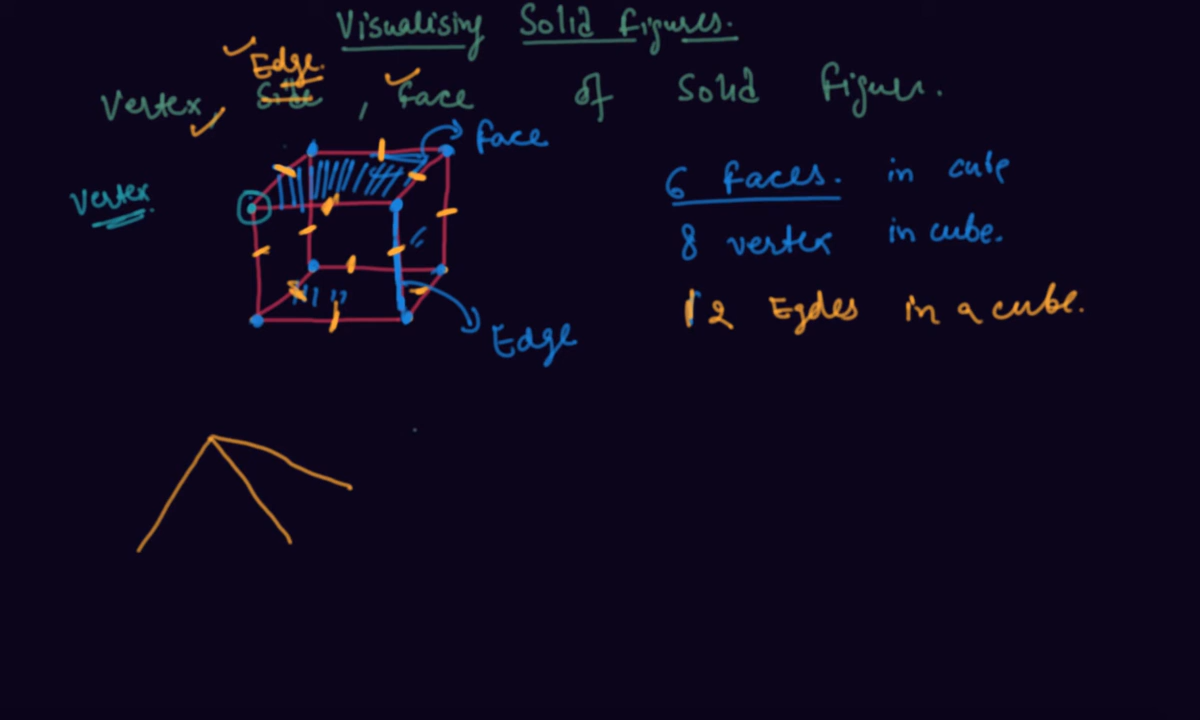 Visualising Solid figures.
Edge.
Vertex, Side, face of Solid figure.
face
Vertex.
6 faces. in cube
8 vertex in cube.
12 Egdes in a cube.
Edge